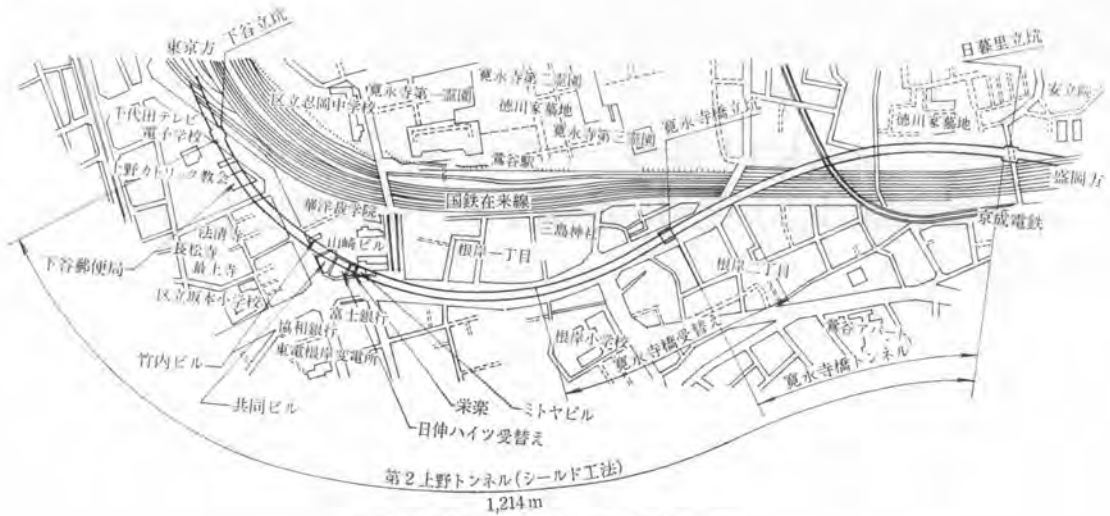 東京方
下谷立坑
日暮里立坑
区立忍岡中学校
寛永寺第一霊園
寛永寺第二霊園
徳川家墓地
寛永寺第三霊園
寛永寺橋立坑
安立院
徳川家墓地
千代田テレビ
電子学校
上野カトリック教会
鶯谷駅
国鉄在来線
盛岡方
京成電鉄
華洋裁学院
三島神社
法清寺
長松寺
最上寺
下谷郵便局
山崎ビル
根岸一丁目
根岸二丁目
区立坂本小学校
富士銀行
協和銀行
東電根岸変電所
根岸小学校
寛永寺橋受替え
鶯谷アパート
寛永寺橋トンネル
竹内ビル
共同ビル
栄楽
ミトヤビル
日伸ハイツ受替え
第2上野トンネル(シールド工法)
1,214m